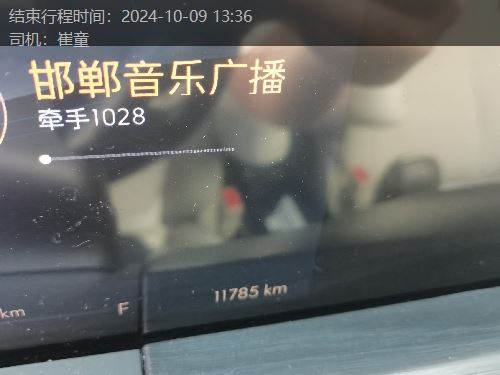 结束行程时间：2024-10-09 13:36
司机：崔童
邯郸音乐广播
牵手1028
km
F
11785 km